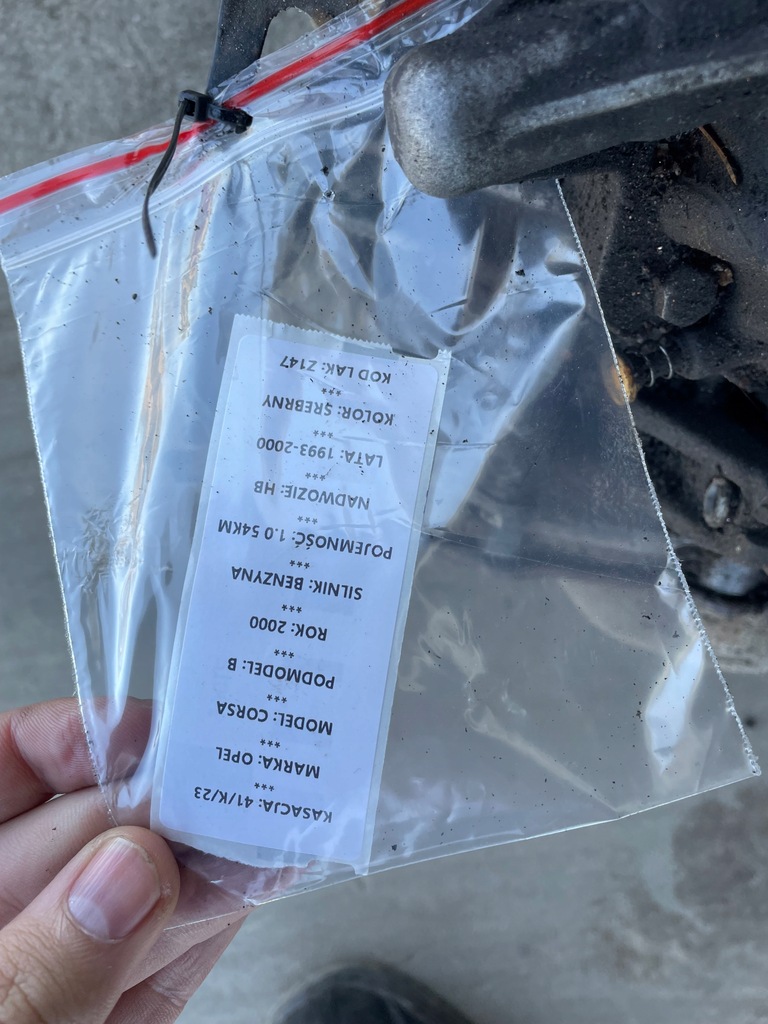 KASACJA: 41/K/23
***
MARKA: OPEL
***
MODEL: CORSA
***
PODMODEL: B
***
ROK: 2000
***
SILNIK: BENZYNA
***
POJEMNOŚĆ: 1.0 54KM
***
NADWOZIE: HB
***
LATA: 1993-2000
***
KOLOR: SREBRNY
***
KOD LAK: Z147